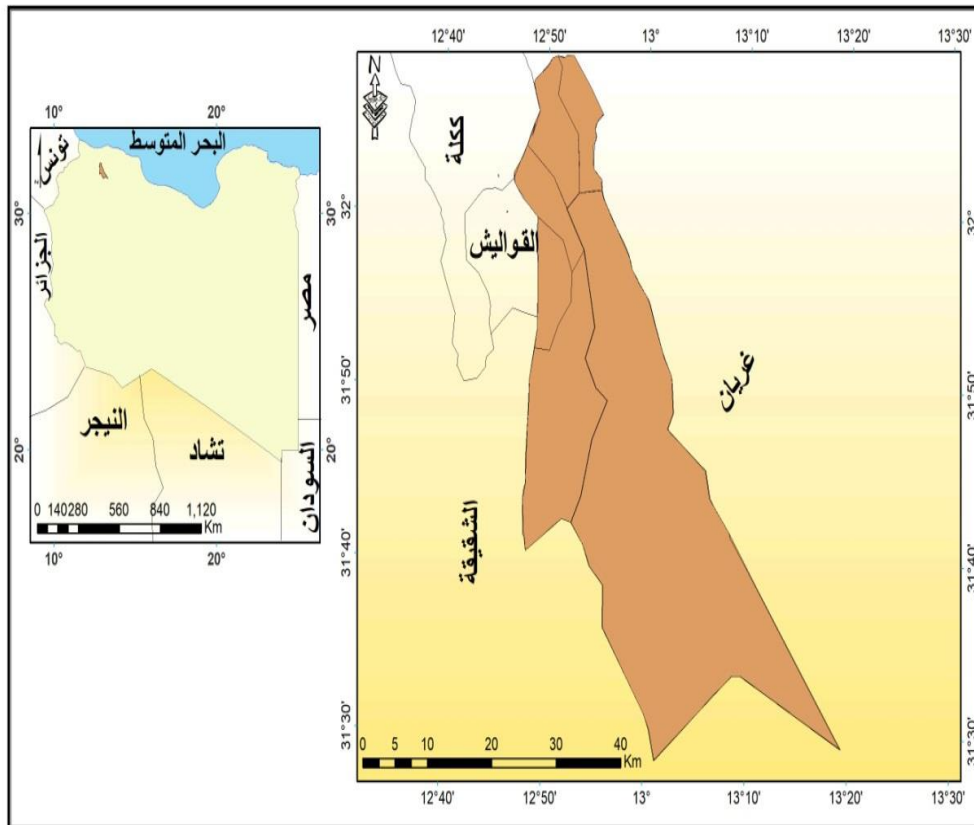 10°
20°
تونس
البحر المتوسط
30°
30°
الجزائر
مصر
النيجر
تشاد
20°
20°
السودان
0 140 280 560 840 1,120
Km
10°
20°
12°40'
12°50'
13°
13°10'
13°20'
13°30'
N
ككلة
32°
32°
القواليش
غريان
31°50'
31°50'
الشقيقة
31°40'
31°40'
31°30'
31°30'
0 5 10 20 30 40
Km
12°40'
12°50'
13°
13°10'
13°20'
13°30'